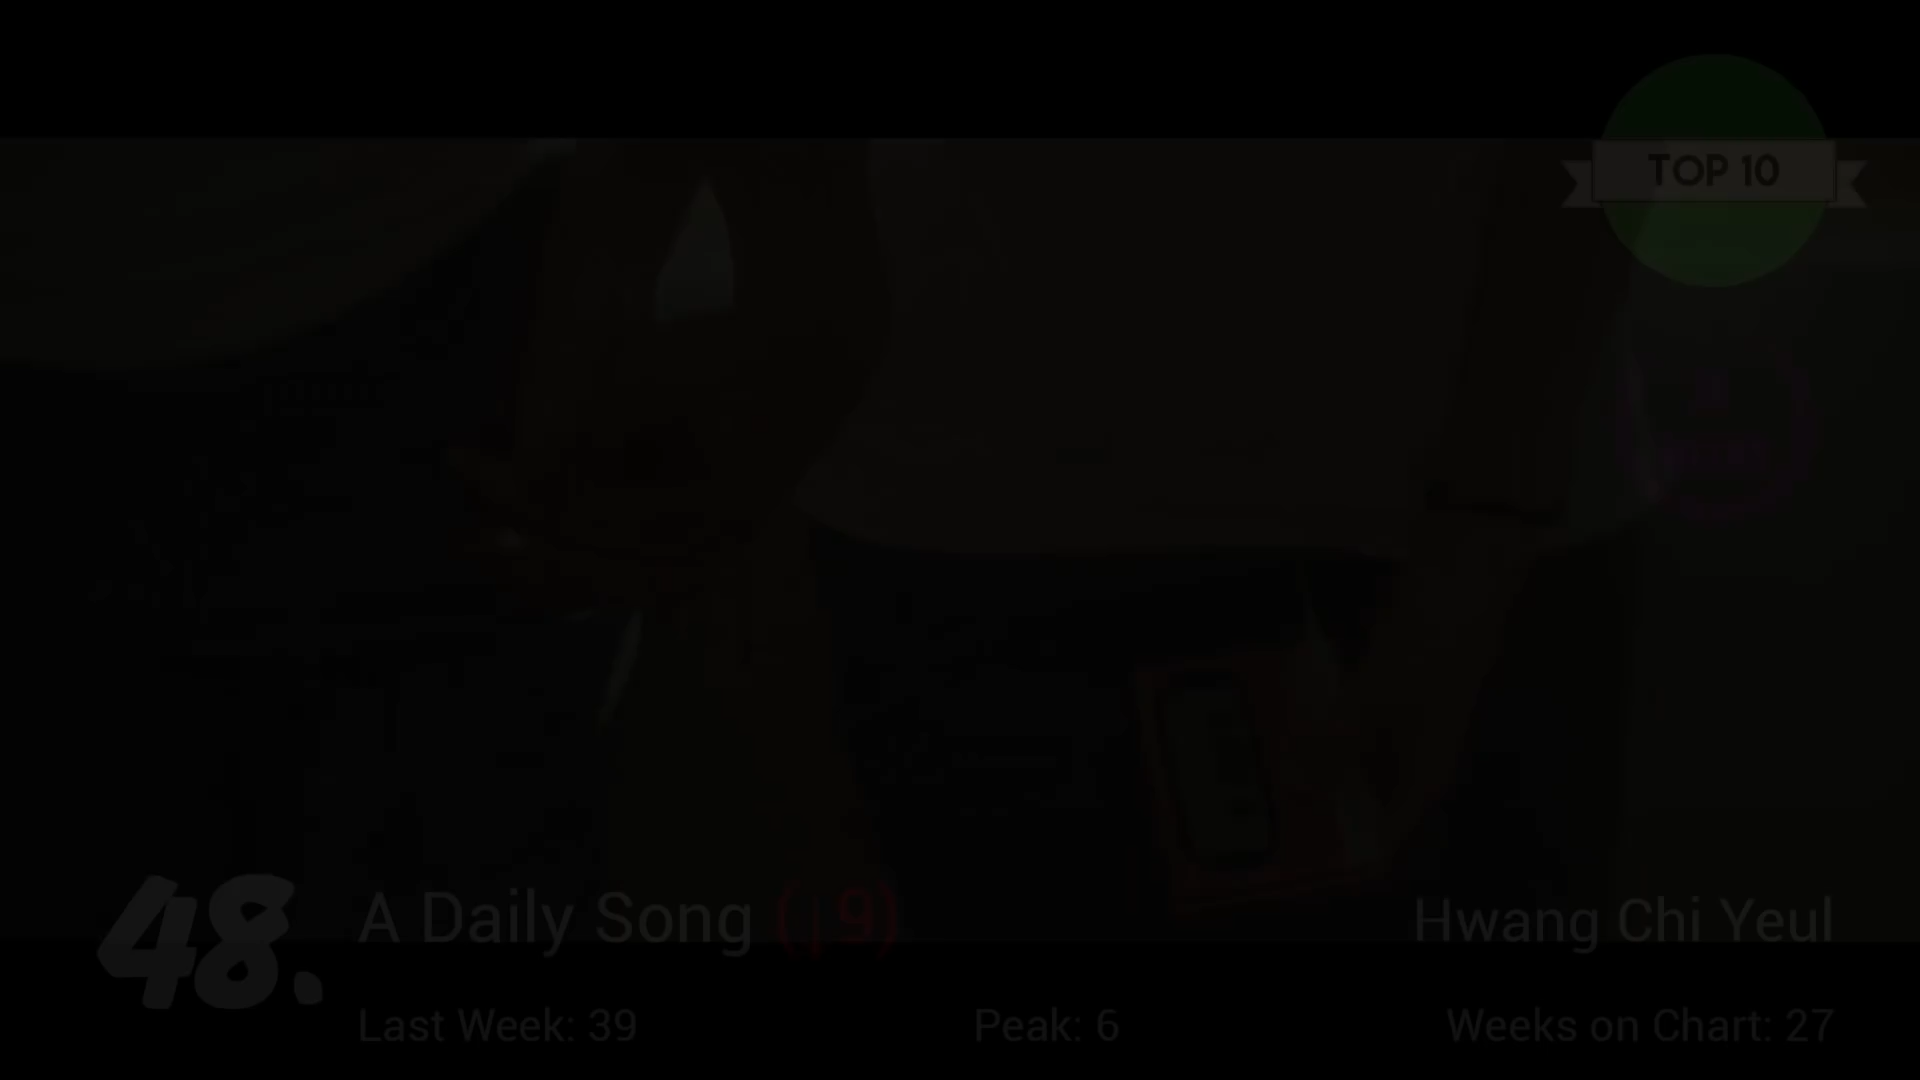 TOP 10
48.
A Daily Song (↓9)
Hwang Chi Yeul
Last Week: 39
Peak: 6
Weeks on Chart: 27